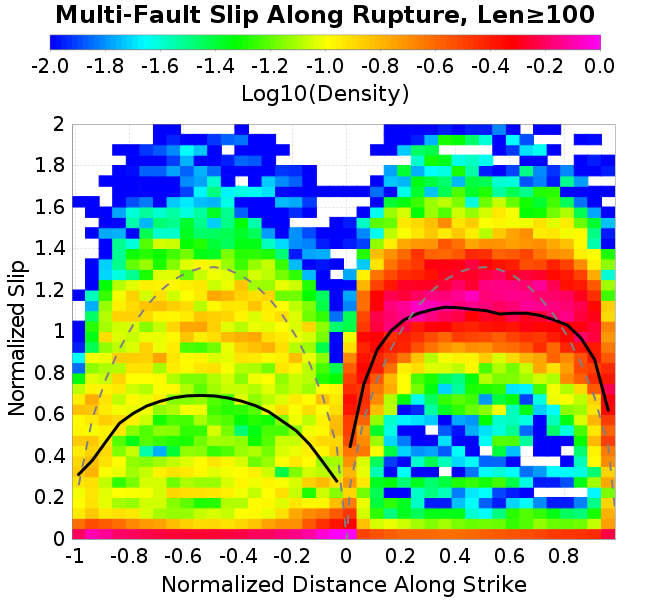 Multi-Fault Slip Along Rupture, Len≥100
-2.0 -1.8 -1.6 -1.4 -1.2 -1.0 -0.8 -0.6 -0.4 -0.2 0.0
Log10(Density)
2
1.8
1.6
1.4
1.2
1
0.8
0.6
0.4
0.2
0
Normalized Slip
-1 -0.8 -0.6 -0.4 -0.2 0 0.2 0.4 0.6 0.8
Normalized Distance Along Strike